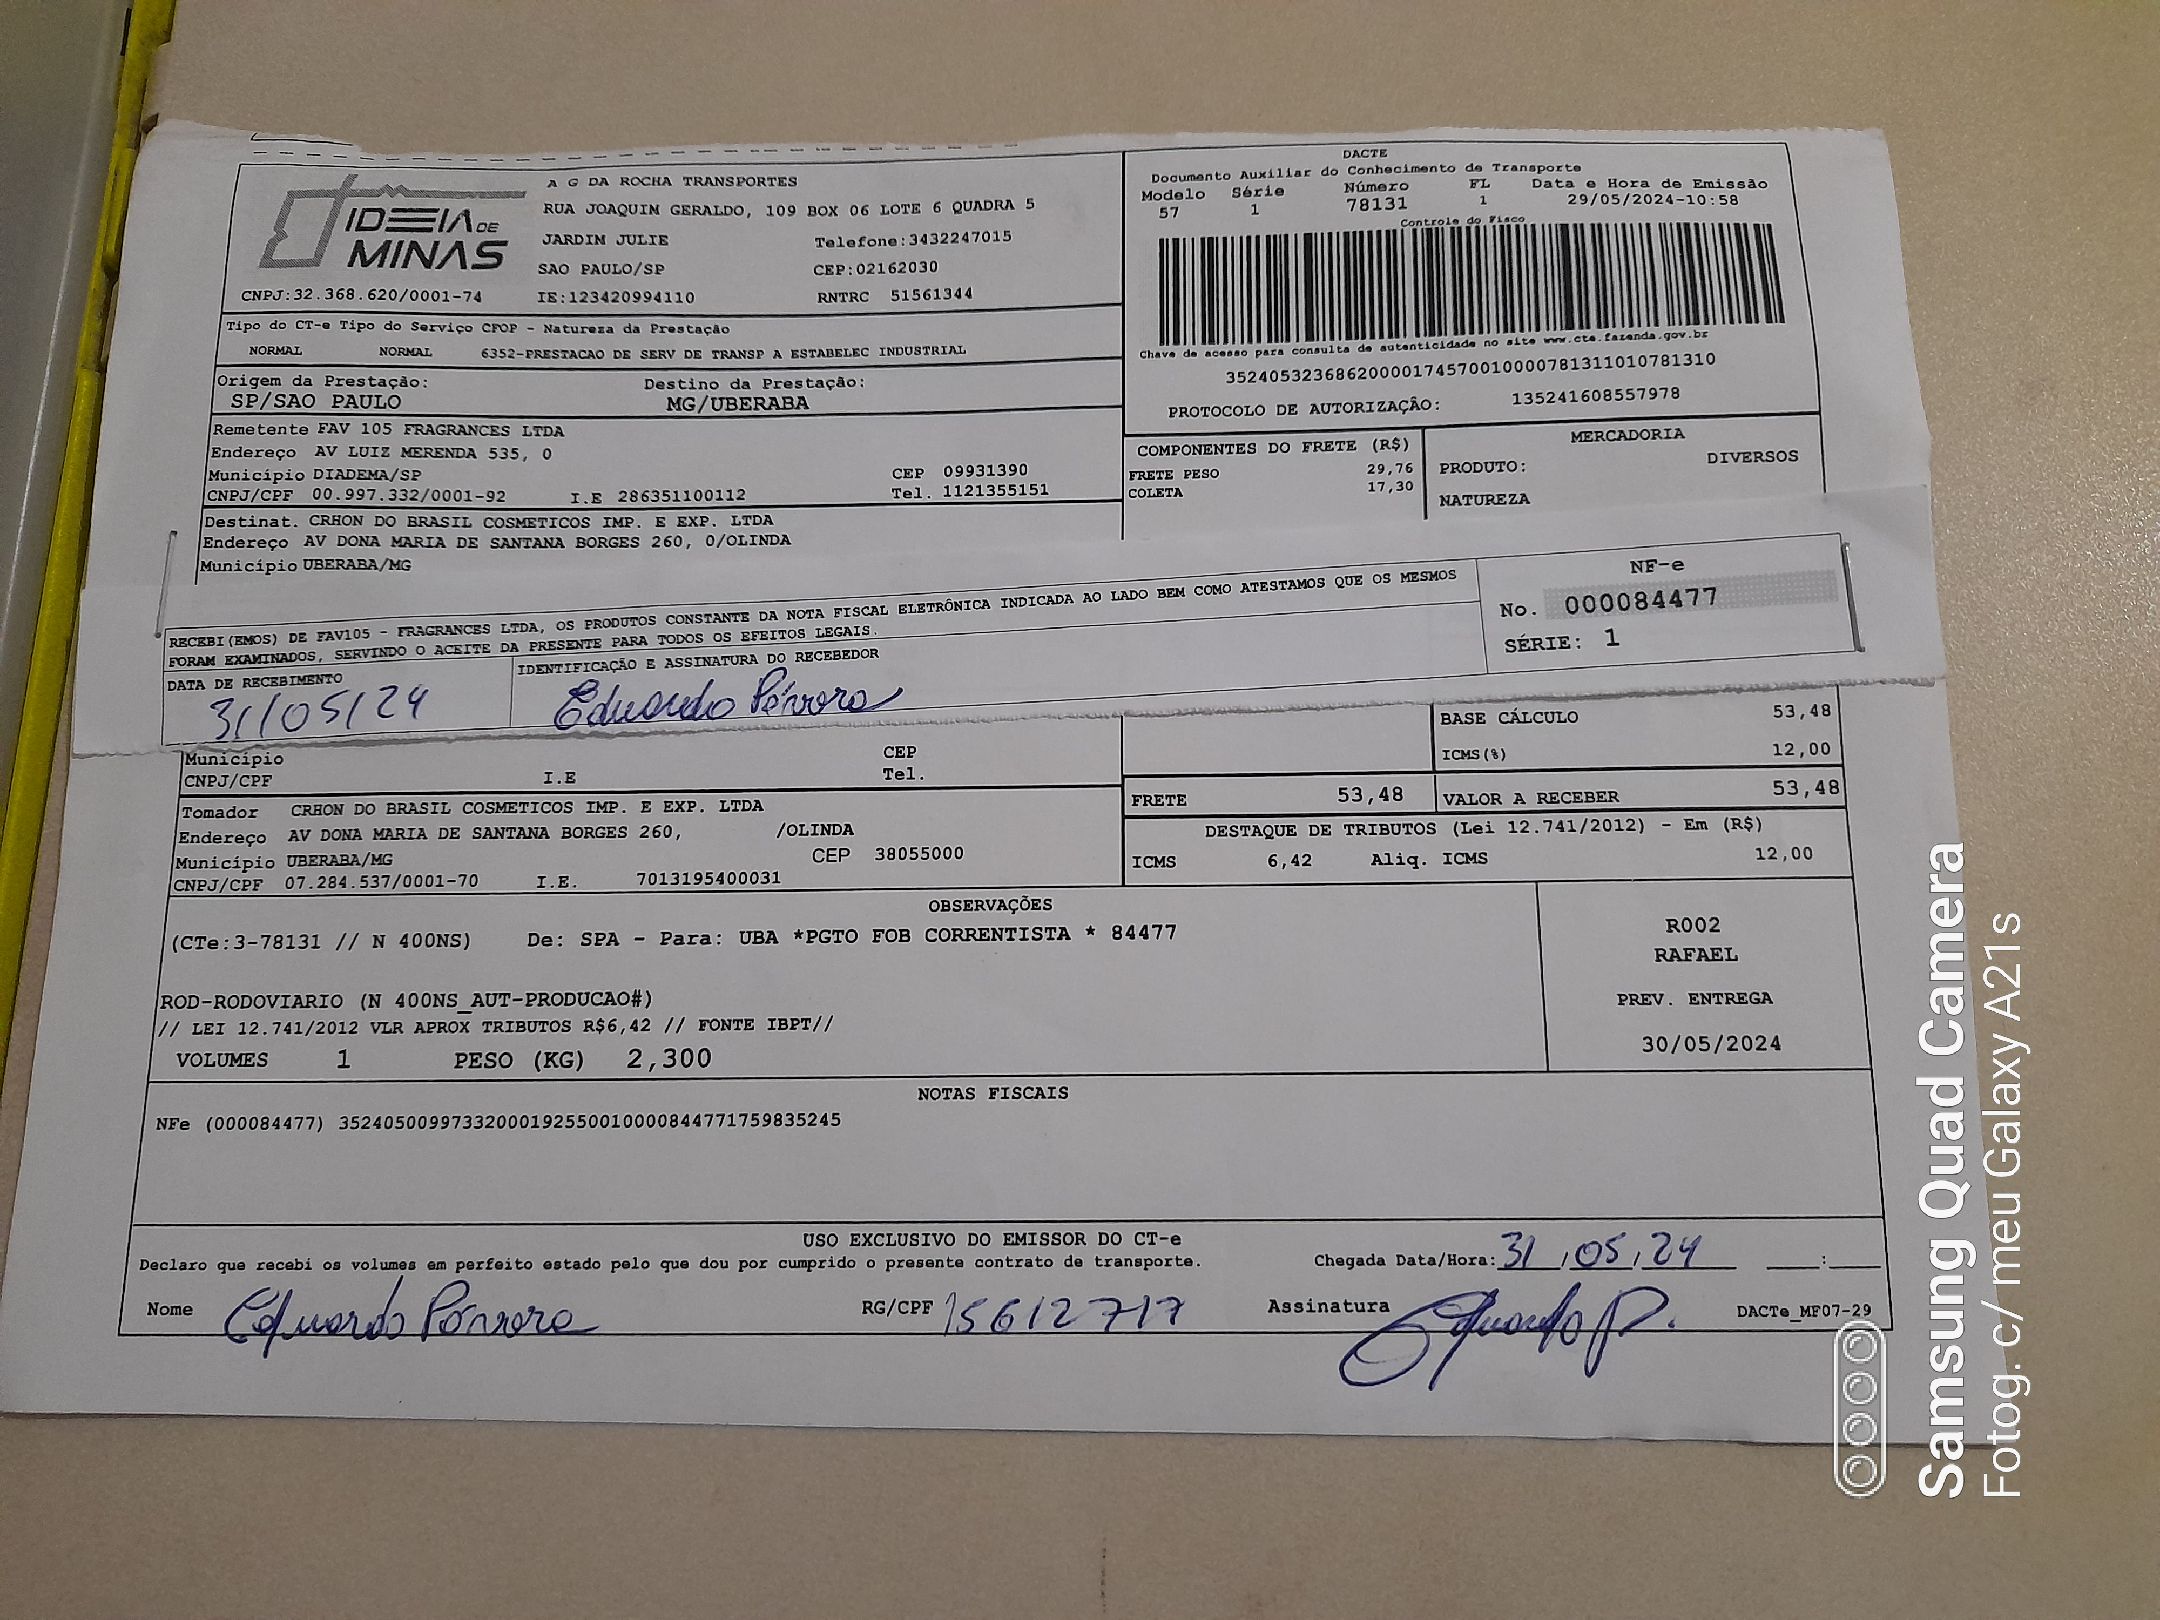 IDEIA DE MINAS
CNPJ:32.368.620/0001-74
A G DA ROCHA TRANSPORTES
RUA JOAQUIM GERALDO, 109 BOX 06 LOTE 6 QUADRA 5
JARDIN JULIE Telefone:3432247015
SAO PAULO/SP CEP:02162030
IE:123420994110 RNTRC 51561344
DACTE
Documento Auxiliar do Conhecimento de Transporte
Modelo Série Número FL Data e Hora de Emissão
57 1 78131 1 29/05/2024-10:58
Controle do Fisco
Chave de acesso para consulta de autenticidade no site www.cte.fazenda.gov.br
35240532368620000174570010000781311010781310
PROTOCOLO DE AUTORIZAÇÃO: 135241608557978
Tipo do CT-e Tipo do Serviço CFOP - Natureza da Prestação
NORMAL NORMAL 6352-PRESTACAO DE SERV DE TRANSP A ESTABELEC INDUSTRIAL
Origem da Prestação: Destino da Prestação:
SP/SAO PAULO MG/UBERABA
Remetente FAV 105 FRAGRANCES LTDA
Endereço AV LUIZ MERENDA 535, 0
Município DIADEMA/SP CEP 09931390
CNPJ/CPF 00.997.332/0001-92 I.E 286351100112 Tel. 1121355151
COMPONENTES DO FRETE (R$)
FRETE PESO 29,76
COLETA 17,30
MERCADORIA
PRODUTO: DIVERSOS
NATUREZA
Destinat. CRHON DO BRASIL COSMETICOS IMP. E EXP. LTDA
Endereço AV DONA MARIA DE SANTANA BORGES 260, 0/OLINDA
Município UBERABA/MG
RECEBI(EMOS) DE FAV105 - FRAGRANCES LTDA, OS PRODUTOS CONSTANTE DA NOTA FISCAL ELETRÔNICA INDICADA AO LADO BEM COMO ATESTAMOS QUE OS MESMOS
FORAM EXAMINADOS, SERVINDO O ACEITE DA PRESENTE PARA TODOS OS EFEITOS LEGAIS.
DATA DE RECEBIMENTO IDENTIFICAÇÃO E ASSINATURA DO RECEBEDOR
31/05/24 Eduardo
NF-e
No. 000084477
SÉRIE: 1
Município CEP
CNPJ/CPF I.E Tel.
BASE CÁLCULO 53,48
ICMS(%) 12,00
FRETE 53,48 VALOR A RECEBER 53,48
Tomador CRHON DO BRASIL COSMETICOS IMP. E EXP. LTDA
Endereço AV DONA MARIA DE SANTANA BORGES 260, /OLINDA
Município UBERABA/MG CEP 38055000
CNPJ/CPF 07.284.537/0001-70 I.E. 7013195400031
DESTAQUE DE TRIBUTOS (Lei 12.741/2012) - Em (R$)
ICMS 6,42 Aliq. ICMS 12,00
OBSERVAÇÕES
(CTe:3-78131 // N 400NS) De: SPA - Para: UBA *PGTO FOB CORRENTISTA * 84477
ROD-RODOVIARIO (N 400NS_AUT-PRODUCAO#)
// LEI 12.741/2012 VLR APROX TRIBUTOS R$6,42 // FONTE IBPT//
VOLUMES 1 PESO (KG) 2,300
R002
RAFAEL
PREV. ENTREGA
30/05/2024
NOTAS FISCAIS
NFe (000084477) 35240500997332000192550010000844771759835245
USO EXCLUSIVO DO EMISSOR DO CT-e
Declaro que recebi os volumes em perfeito estado pelo que dou por cumprido o presente contrato de transporte.
Chegada Data/Hora: 31/05/24 :
Nome Eduardo RG/CPF 15612717 Assinatura Eduardo P. DACTe_MF07-29
Samsung Quad Camera
Fotog. c/ meu Galaxy A21s